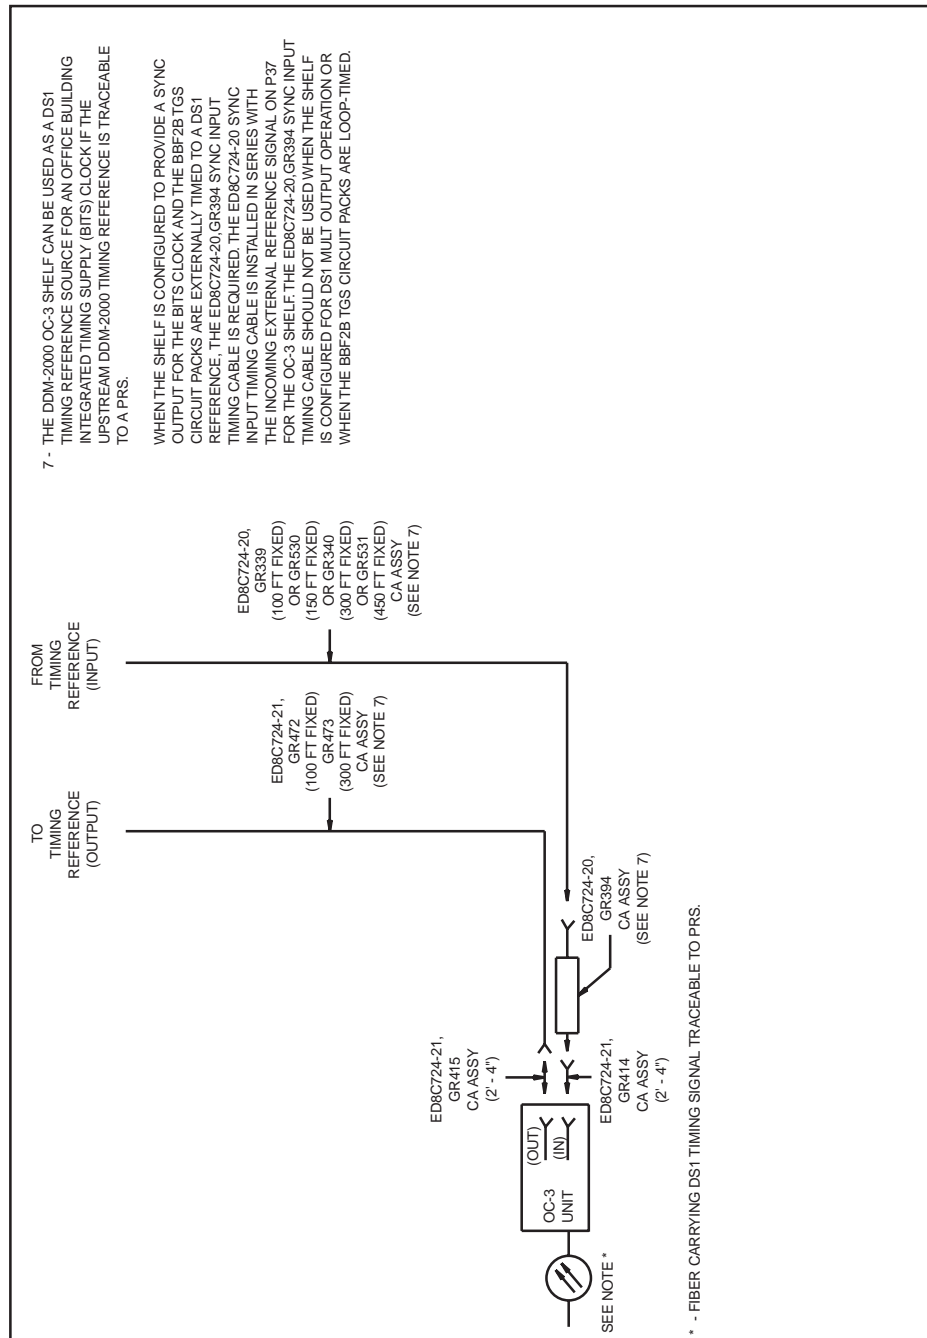 7 - THE DDM-2000 OC-3 SHELF CAN BE USED AS A DS1
TIMING REFERENCE SOURCE FOR AN OFFICE BUILDING
INTEGRATED TIMING SUPPLY (BITS) CLOCK IF THE
UPSTREAM DDM-2000 TIMING REFERENCE IS TRACEABLE
TO A PRS.
WHEN THE SHELF IS CONFIGURED TO PROVIDE A SYNC
OUTPUT FOR THE BITS CLOCK AND THE BBF2B TGS
CIRCUIT PACKS ARE EXTERNALLY TIMED TO A DS1
REFERENCE, THE ED8C724-20,GR394 SYNC INPUT
TIMING CABLE IS REQUIRED. THE ED8C724-20 SYNC
INPUT TIMING CABLE IS INSTALLED IN SERIES WITH
THE INCOMING EXTERNAL REFERENCE SIGNAL ON P37
FOR THE OC-3 SHELF. THE ED8C724-20,GR394 SYNC INPUT
TIMING CABLE SHOULD NOT BE USED WHEN THE SHELF
IS CONFIGURED FOR DS1 MULT OUTPUT OPERATION OR
WHEN THE BBF2B TGS CIRCUIT PACKS ARE LOOP-TIMED.
TO
TIMING
REFERENCE
(OUTPUT)
FROM
TIMING
REFERENCE
(INPUT)
ED8C724-21,
GR472
(100 FT FIXED)
GR473
(300 FT FIXED)
CA ASSY
(SEE NOTE 7)
ED8C724-20,
GR339
(100 FT FIXED)
OR GR530
(150 FT FIXED)
OR GR340
(300 FT FIXED)
OR GR531
(450 FT FIXED)
CA ASSY
(SEE NOTE 7)
ED8C724-21,
GR415
CA ASSY
(2' - 4")
ED8C724-20,
GR394
CA ASSY
(SEE NOTE 7)
(OUT)
(IN)
OC-3
UNIT
ED8C724-21,
GR414
CA ASSY
(2' - 4")
SEE NOTE *
* - FIBER CARRYING DS1 TIMING SIGNAL TRACEABLE TO PRS.